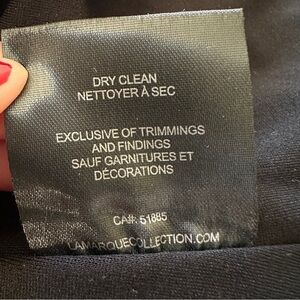 DRY CLEAN
NETTOYER À SEC
EXCLUSIVE OF TRIMMINGS
AND FINDINGS
SAUF GARNITURES ET
DÉCORATIONS
CA#: 51885
LAMARQUECOLLECTION.COM